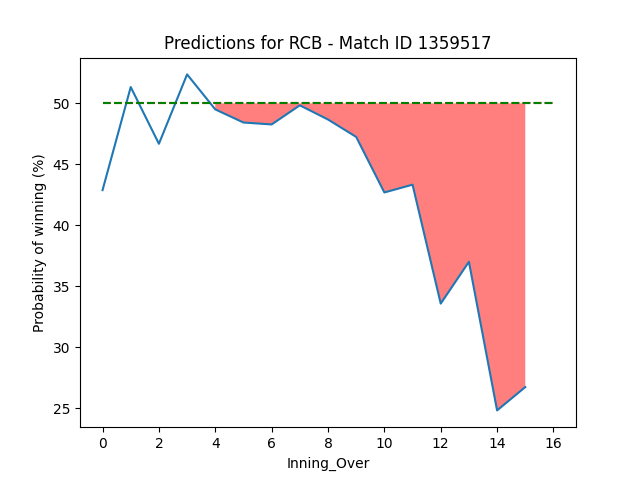 Predictions for RCB - Match ID 1359517
Probability of winning (%)
50
45
40
35
30
25
0 2 4 6 8 10 12 14 16
Inning_Over